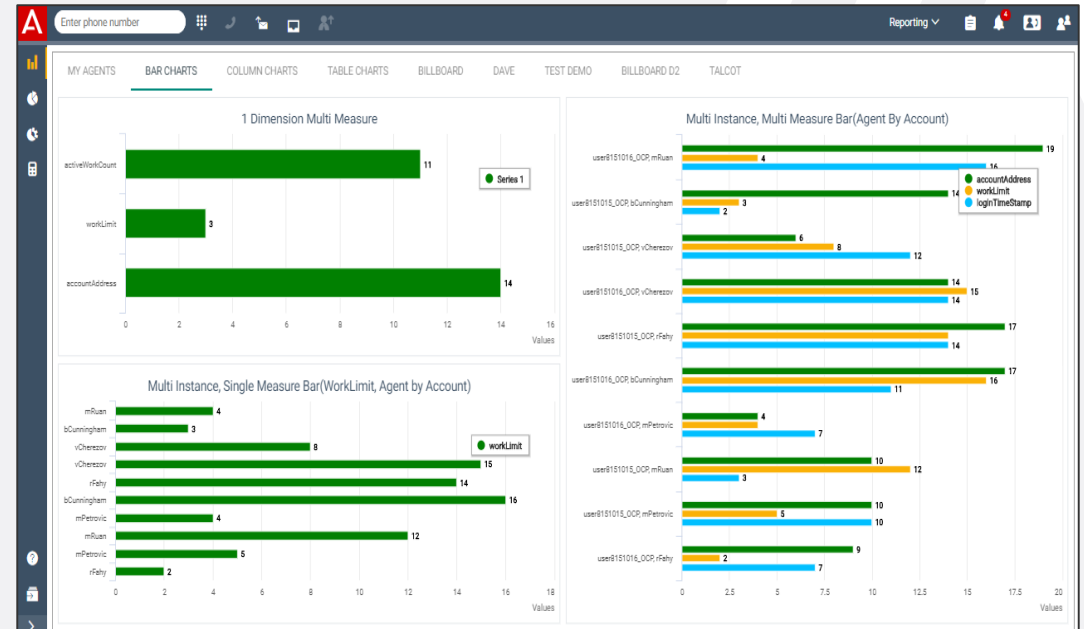 Enter phone number
Reporting
4
MY AGENTS BAR CHARTS COLUMN CHARTS TABLE CHARTS BILLBOARD DAVE TEST DEMO BILLBOARD D2 TALCOT
1 Dimension Multi Measure
activeWorkCount 11
Series 1
workLimit 3
accountAddress 14
0 2 4 6 8 10 12 14 16
Values
Multi Instance, Single Measure Bar(WorkLimit, Agent by Account)
mRuan 4
bCunningham 3
vCherezov 8
workLimit
vCherezov 15
rFahy 14
bCunningham 16
mPetrovic 4
mRuan 12
mPetrovic 5
rFahy 2
0 2 4 6 8 10 12 14 16 18
Values
Multi Instance, Multi Measure Bar(Agent By Account)
user8151016_OCP, mRuan 19 4 16
accountAddress
workLimit
loginTimeStamp
user8151015_OCP, bCunningham 14 3 2
user8151015_OCP, vCherezov 6 8 12
user8151016_OCP, vCherezov 14 15 14
user8151015_OCP, rFahy 17 14
user8151016_OCP, bCunningham 17 16 11
user8151016_OCP, mPetrovic 4 7
user8151015_OCP, mRuan 10 12 3
user8151015_OCP, mPetrovic 10 5 10
user8151016_OCP, rFahy 9 2 7
0 2.5 5 7.5 10 12.5 15 17.5 20
Values